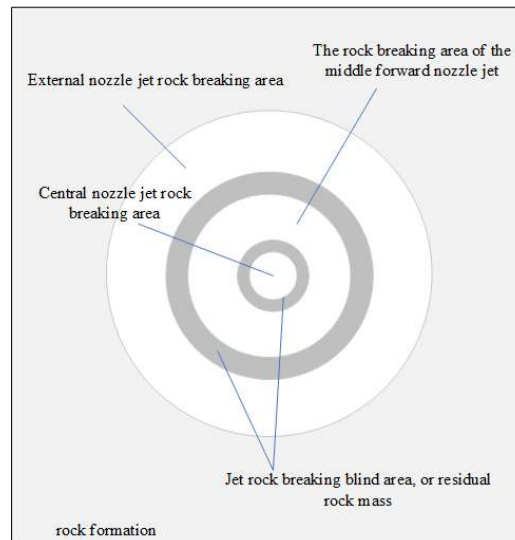 The rock breaking area of the
middle forward nozzle jet
External nozzle jet rock breaking area
Central nozzle jet rock
breaking area
Jet rock breaking blind area, or residual
rock mass
rock formation